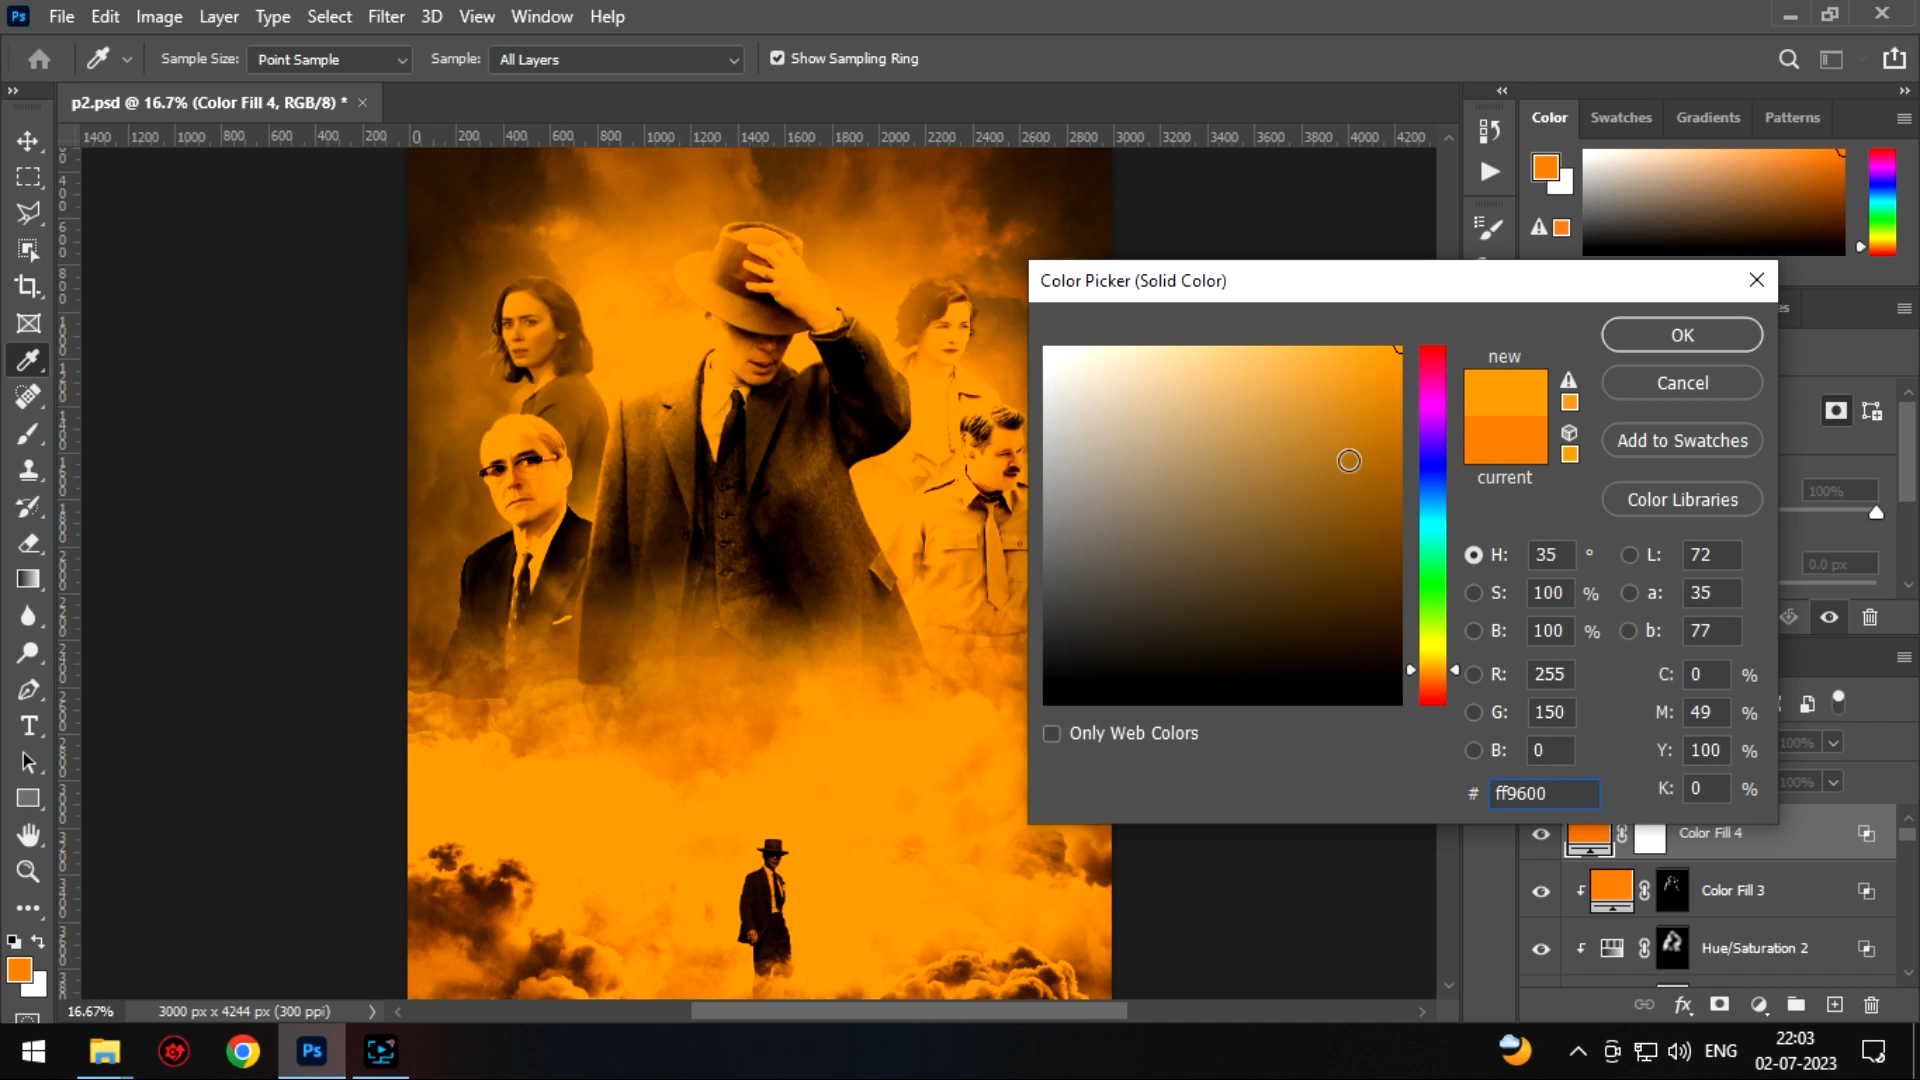 Ps File Edit Image Layer Type Select Filter 3D View Window Help
Sample Size: Point Sample Sample: All Layers Show Sampling Ring
p2.psd @ 16.7% (Color Fill 4, RGB/8) * ×
1400 1200 1000 800 600 400 200 0 200 400 600 800 1000 1200 1400 1600 1800 2000 2200 2400 2600 2800 3000 3200 3400 3600 3800 4000 4200
Color Swatches Gradients Patterns
Color Picker (Solid Color)
new
current
OK
Cancel
Add to Swatches
Color Libraries
H: 35 ° L: 72
S: 100 % a: 35
B: 100 % b: 77
R: 255 C: 0 %
G: 150 M: 49 %
B: 0 Y: 100 %
# ff9600 K: 0 %
Only Web Colors
100%
0.0 px
100%
100%
Color Fill 4
Color Fill 3
Hue/Saturation 2
fx
16.67% 3000 px x 4244 px (300 ppi)
Ps
ENG
22:03
02-07-2023